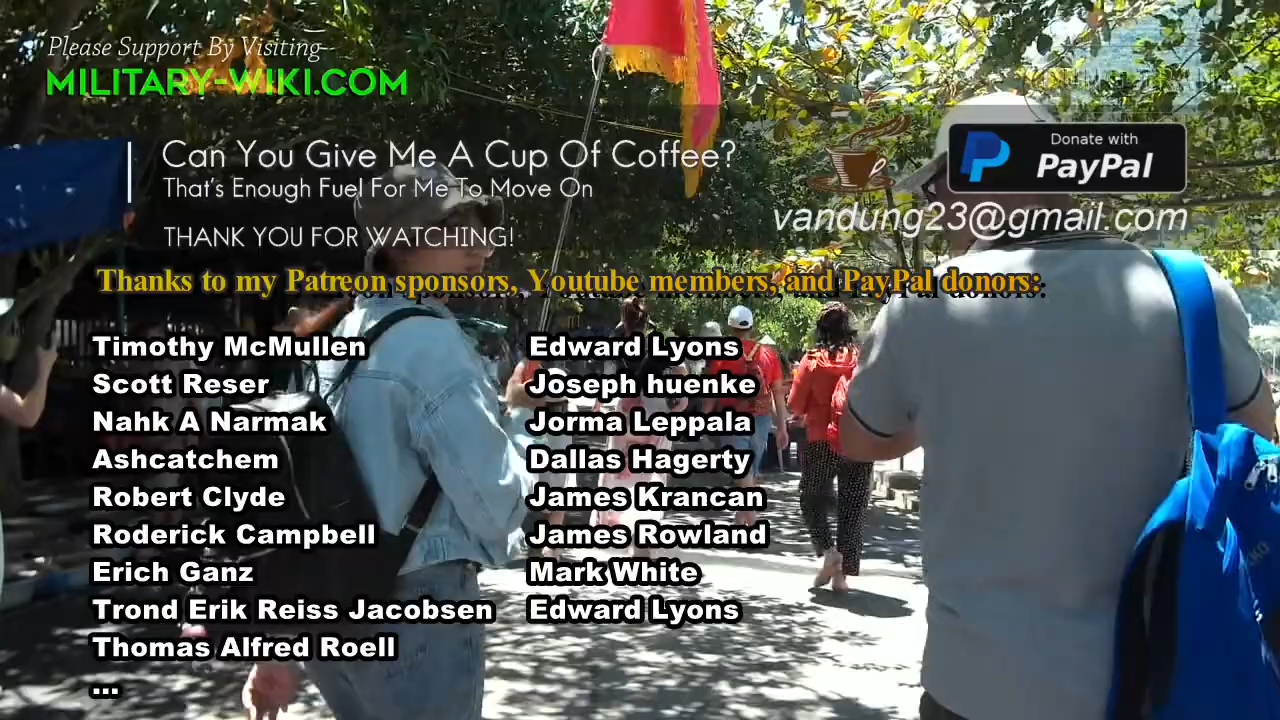 Please Support By Visiting
MILITARY-WIKI.COM
Can You Give Me A Cup Of Coffee?
That's Enough Fuel For Me To Move On
THANK YOU FOR WATCHING!
Donate with
PayPal
vandung23@gmail.com
Thanks to my Patreon sponsors, Youtube members, and PayPal donors:
Timothy McMullen
Scott Reser
Nahk A Narmak
Ashcatchem
Robert Clyde
Roderick Campbell
Erich Ganz
Trond Erik Reiss Jacobsen
Thomas Alfred Roell
...
Edward Lyons
Joseph huenke
Jorma Leppala
Dallas Hagerty
James Krancan
James Rowland
Mark White
Edward Lyons